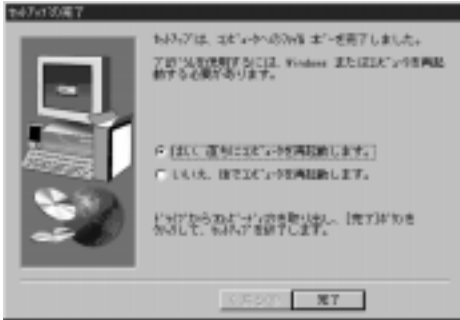 セットアップの完了
セットアップは、コンピュータへのファイル コピーを完了しました。
プログラムを使用するには、Windows またはコンピュータを再起
動する必要があります。
はい、直ちにコンピュータを再起動します。
いいえ、後でコンピュータを再起動します。
ドライブからフロッピーディスクを取り出し、[完了]ボタンを
クリックして、セットアップを終了します。
< 戻る(B)
完了